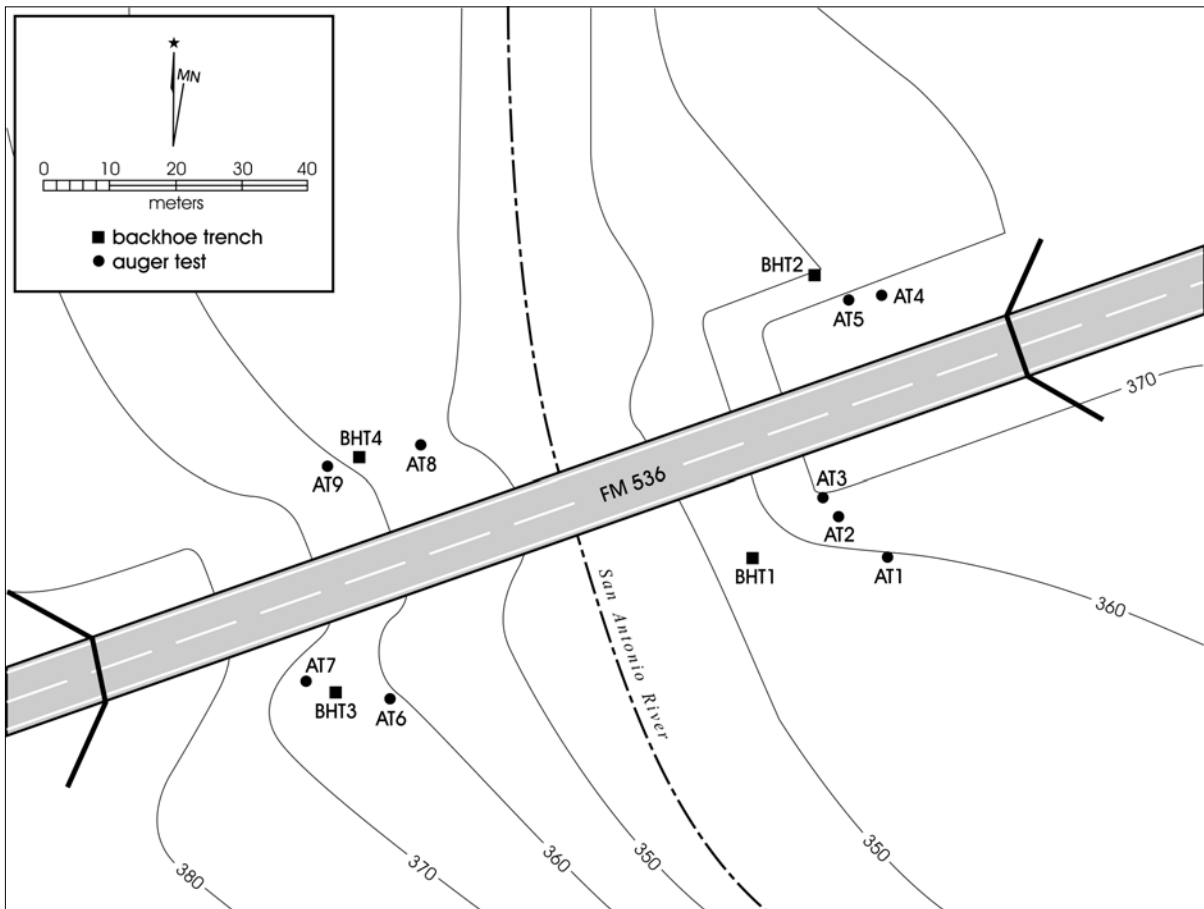 MN
0 10 20 30 40
meters
backhoe trench
auger test
BHT2
AT5
AT4
370
BHT4
AT9
AT8
FM 536
AT3
AT2
BHT1
AT1
360
San Antonio River
AT7
BHT3
AT6
380
370
360
350
350